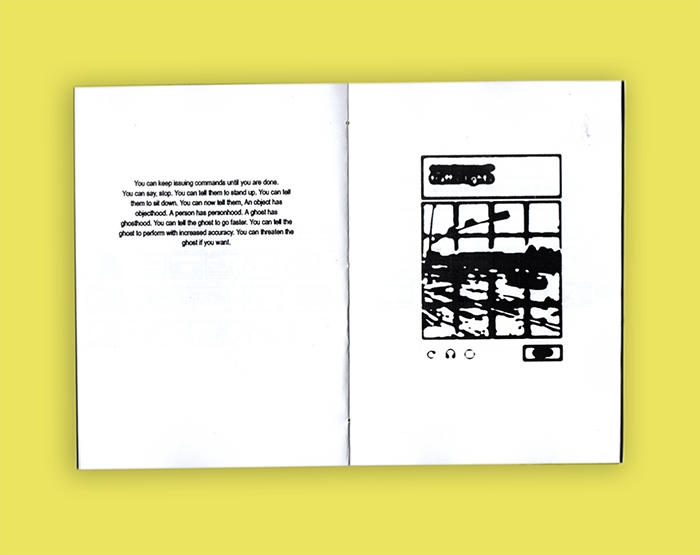 You can keep issuing commands until you are done.
You can say, stop. You can tell them to stand up. You can tell
them to sit down. You can now tell them, An object has
objecthood. A person has personhood. A ghost has
ghosthood. You can tell the ghost to go faster. You can tell the
ghost to perform with increased accuracy. You can threaten the
ghost if you want.